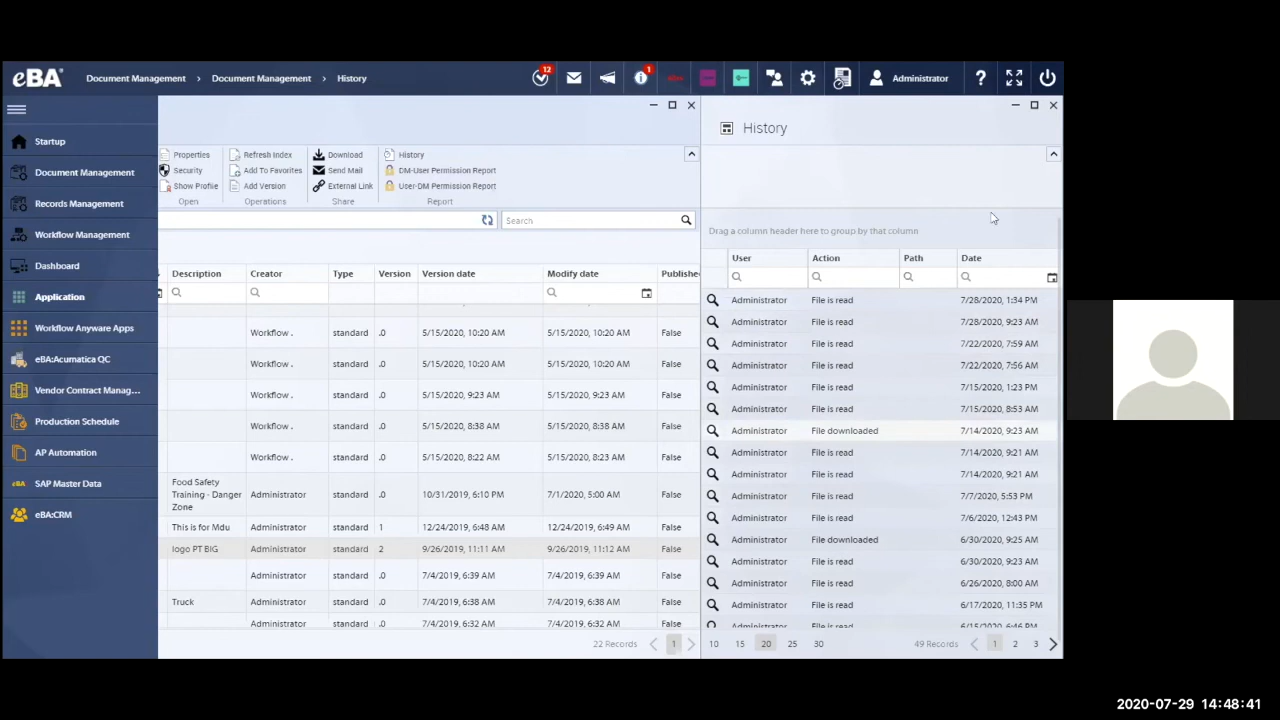 eBA Document Management > Document Management > History 12 1 Administrator ?
Startup
Document Management
Records Management
Workflow Management
Dashboard
Application
Workflow Anyware Apps
eBA:Acumatica QC
Vendor Contract Manag...
Production Schedule
AP Automation
SAP Master Data
eBA:CRM
Properties Refresh Index Download History
Security Add To Favorites Send Mail DM-User Permission Report
Show Profile Add Version External Link User-DM Permission Report
Open Operations Share Report
Search
Description Creator Type Version Version date Modify date Publishe
Workflow . standard .0 5/15/2020, 10:20 AM 5/15/2020, 10:20 AM False
Workflow . standard .0 5/15/2020, 10:20 AM 5/15/2020, 10:20 AM False
Workflow . standard .0 5/15/2020, 9:23 AM 5/15/2020, 9:23 AM False
Workflow . standard .0 5/15/2020, 8:38 AM 5/15/2020, 8:38 AM False
Workflow . standard .0 5/15/2020, 8:22 AM 5/15/2020, 8:23 AM False
Food Safety
Training - Danger Administrator standard .0 10/31/2019, 6:10 PM 7/1/2020, 5:00 AM False
Zone
This is for Mdu Administrator standard 1 12/24/2019, 6:48 AM 12/24/2019, 6:49 AM False
logo PT BIG Administrator standard 2 9/26/2019, 11:11 AM 9/26/2019, 11:12 AM False
Administrator standard .0 7/4/2019, 6:39 AM 7/4/2019, 6:39 AM False
Truck Administrator standard .0 7/4/2019, 6:38 AM 7/4/2019, 6:38 AM False
Administrator standard .0 7/4/2019, 6:32 AM 7/4/2019, 6:32 AM False
22 Records 1
History
Drag a column header here to group by that column
User Action Path Date
Administrator File is read 7/28/2020, 1:34 PM
Administrator File is read 7/28/2020, 9:23 AM
Administrator File is read 7/22/2020, 7:59 AM
Administrator File is read 7/22/2020, 7:56 AM
Administrator File is read 7/15/2020, 1:23 PM
Administrator File is read 7/15/2020, 8:53 AM
Administrator File downloaded 7/14/2020, 9:23 AM
Administrator File is read 7/14/2020, 9:21 AM
Administrator File is read 7/14/2020, 9:21 AM
Administrator File is read 7/7/2020, 5:53 PM
Administrator File is read 7/6/2020, 12:43 PM
Administrator File downloaded 6/30/2020, 9:25 AM
Administrator File is read 6/30/2020, 9:23 AM
Administrator File is read 6/26/2020, 8:00 AM
Administrator File is read 6/17/2020, 11:35 PM
Administrator File is read 6/15/2020, 6:46 PM
10 15 20 25 30 49 Records 1 2 3
2020-07-29 14:48:41